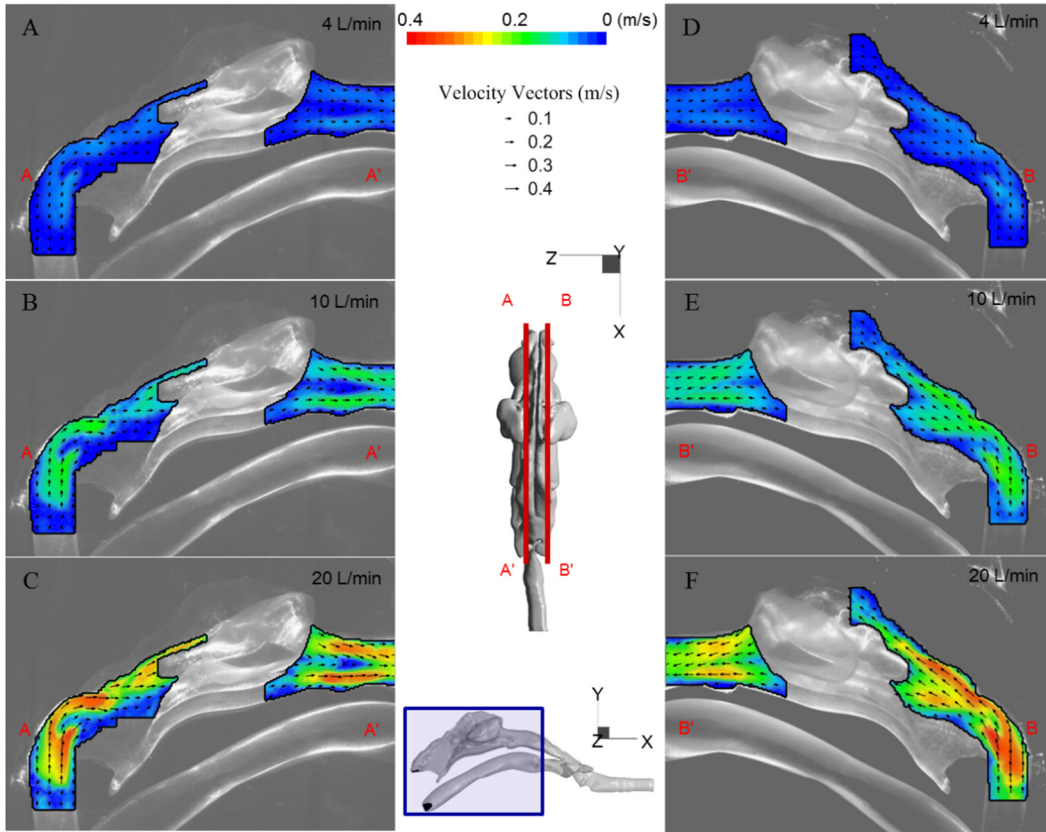 A 4 L/min
A A'
B 10 L/min
A A'
C 20 L/min
A A'
0.4 0.2 0 (m/s)
Velocity Vectors (m/s)
0.1
0.2
0.3
0.4
Z Y
X
A B
A' B'
Y
Z X
D 4 L/min
B' B
E 10 L/min
B' B
F 20 L/min
B' B